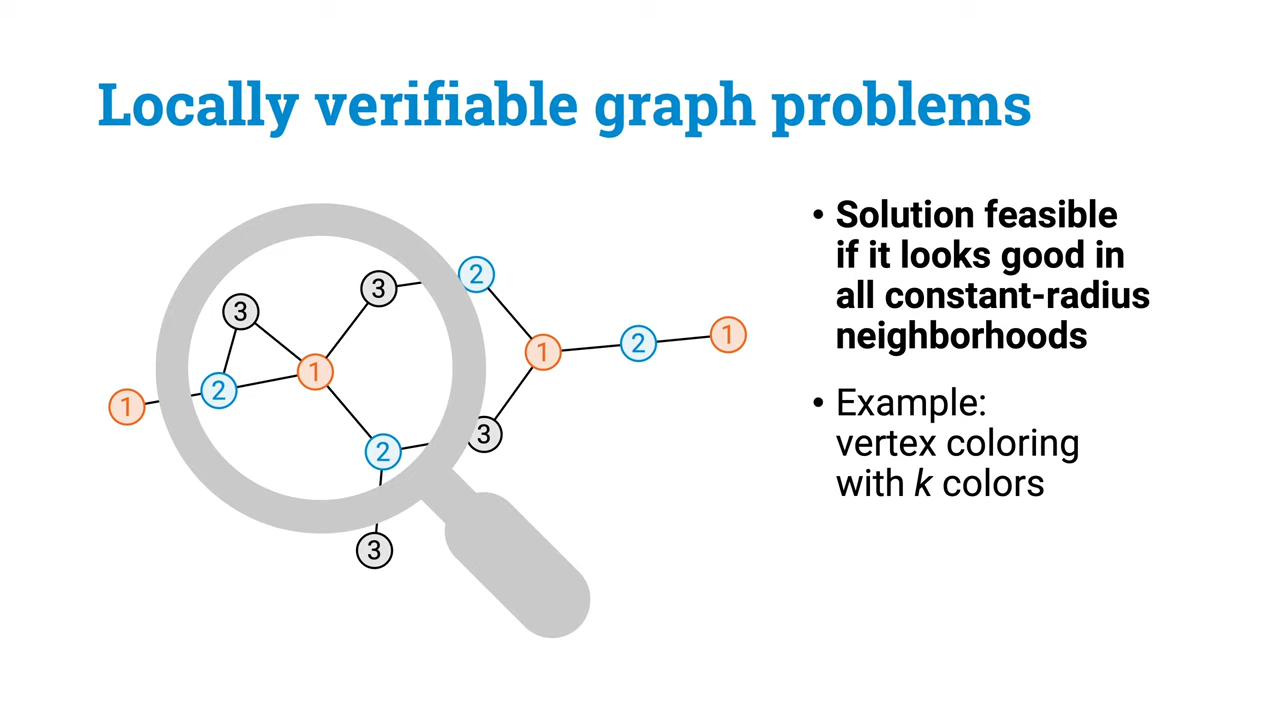 Locally verifiable graph problems
3
3
2
1
2
1
1
2
1
2
3
3
• Solution feasible
if it looks good in
all constant-radius
neighborhoods
• Example:
vertex coloring
with k colors